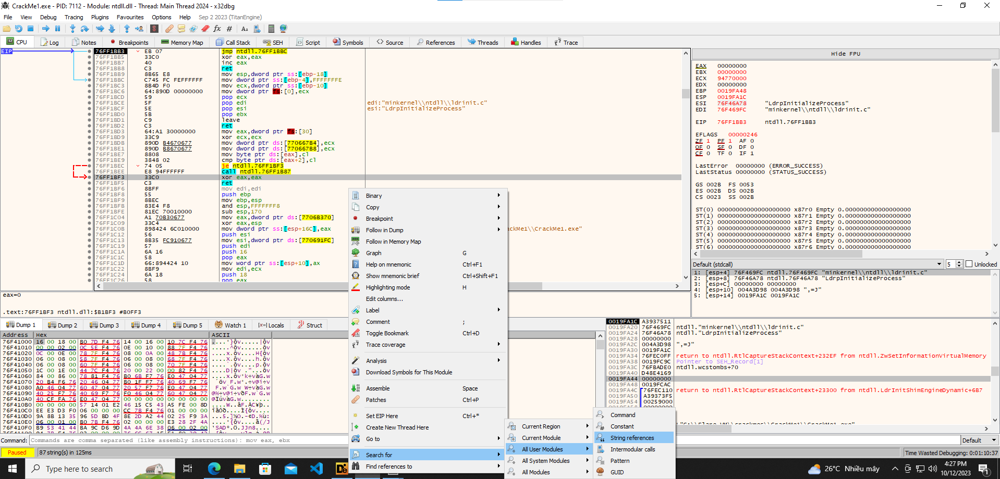 CrackMe1.exe - PID: 7112 - Module: ntdll.dll - Thread: Main Thread 2024 - x32dbg
File View Debug Tracing Plugins Favourites Options Help Sep 2 2023 (TitanEngine)
CPU Log Notes Breakpoints Memory Map Call Stack SEH Script Symbols Source References Threads Handles Trace
EIP
76FF1BB3 EB 07 jmp ntdll.76FF1BBC
76FF1BB5 33C0 xor eax,eax
76FF1BB7 40 inc eax
76FF1BB8 C3 ret
76FF1BB9 8B65 E8 mov esp,dword ptr ss:[ebp-18]
76FF1BBC C745 FC FEFFFFFF mov dword ptr ss:[ebp-4],FFFFFFFE
76FF1BC3 8B4D F0 mov ecx,dword ptr ss:[ebp-10]
76FF1BC6 64:890D 00000000 mov dword ptr fs:[0],ecx
76FF1BCD 59 pop ecx
76FF1BCE 5F pop edi edi:"minkernel\\ntdll\\ldrinit.c"
76FF1BCF 5E pop esi esi:"LdrpInitializeProcess"
76FF1BD0 5B pop ebx
76FF1BD1 C9 leave
76FF1BD2 C3 ret
76FF1BD3 64:A1 30000000 mov eax,dword ptr fs:[30]
76FF1BD9 33C9 xor ecx,ecx
76FF1BDB 890D B4670677 mov dword ptr ds:[770667B4],ecx
76FF1BE1 890D B8670677 mov dword ptr ds:[770667B8],ecx
76FF1BE7 8808 mov byte ptr ds:[eax],cl
76FF1BE9 3848 02 cmp byte ptr ds:[eax+2],cl
76FF1BEC 74 05 je ntdll.76FF1BF3
76FF1BEE E8 94FFFFFF call ntdll.76FF1B87
76FF1BF3 33C0 xor eax,eax
76FF1BF5 C3 ret
76FF1BF6 8BFF mov edi,edi
76FF1BF8 55 push ebp
76FF1BF9 8BEC mov ebp,esp
76FF1BFB 83E4 F8 and esp,FFFFFFF8
76FF1BFE 81EC 70010000 sub esp,170
76FF1C04 A1 70B30677 mov eax,dword ptr ds:[7706B370]
76FF1C09 33C4 xor eax,esp
76FF1C0B 898424 6C010000 mov dword ptr ss:[esp+16C],eax ackMe1\\CrackMe1.exe"
76FF1C12 56 push esi
76FF1C13 8B35 FC910677 mov esi,dword ptr ds:[770691FC]
76FF1C19 57 push edi
76FF1C1A 6A 16 push 16
76FF1C1C 58 pop eax
76FF1C1D 66:894424 10 mov word ptr ss:[esp+10],ax
76FF1C22 8BF9 mov edi,ecx
76FF1C24 6A 18 push 18
76FF1C26 58 pop eax
eax=0
.text:76FF1BF3 ntdll.dll:$B1BF3 #B0FF3
Hide FPU
EAX 00000000
EBX 00000000
ECX 94770000
EDX 00000000
EBP 0019FA48
ESP 0019FA1C
ESI 76F46A78 "LdrpInitializeProcess"
EDI 76F469FC "minkernel\\ntdll\\ldrinit.c"
EIP 76FF1BB3 ntdll.76FF1BB3
EFLAGS 00000246
ZF 1 PF 1 AF 0
OF 0 SF 0 DF 0
CF 0 TF 0 IF 1
LastError 00000000 (ERROR_SUCCESS)
LastStatus 00000000 (STATUS_SUCCESS)
GS 002B FS 0053
ES 002B DS 002B
CS 0023 SS 002B
ST(0) 00000000000000000000 x87r0 Empty 0.000000000000000000
ST(1) 00000000000000000000 x87r1 Empty 0.000000000000000000
ST(2) 00000000000000000000 x87r2 Empty 0.000000000000000000
ST(3) 00000000000000000000 x87r3 Empty 0.000000000000000000
ST(4) 00000000000000000000 x87r4 Empty 0.000000000000000000
ST(5) 00000000000000000000 x87r5 Empty 0.000000000000000000
ST(6) 00000000000000000000 x87r6 Empty 0.000000000000000000
Default (stdcall) 5 Unlocked
1: [esp+4] 76F469FC ntdll.76F469FC "minkernel\\ntdll\\ldrinit.c"
2: [esp+8] 76F46A78 ntdll.76F46A78 "LdrpInitializeProcess"
3: [esp+C] 00000000 00000000
4: [esp+10] 004A3D98 004A3D98 ",=J"
5: [esp+14] 0019FA1C 0019FA1C
Binary
Copy
Breakpoint
Follow in Dump
Follow in Memory Map
Graph G
Help on mnemonic Ctrl+F1
Show mnemonic brief Ctrl+Shift+F1
Highlighting mode H
Edit columns...
Label
Comment ;
Toggle Bookmark Ctrl+D
Trace coverage
Analysis
Download Symbols for This Module
Assemble Space
Patches Ctrl+P
Set EIP Here Ctrl+*
Create New Thread Here
Go to
Search for
Find references to
Current Region
Current Module
All User Modules
All System Modules
All Modules
Command
Constant
String references
Intermodular calls
Pattern
GUID
Dump 1 Dump 2 Dump 3 Dump 4 Dump 5 Watch 1 Locals Struct
Address Hex ASCII
76F41000 16 00 18 00 B0 7D F4 76 14 00 16 00 10 7C F4 76
76F41010 00 00 02 00 0C 5E F4 76 0E 00 10 00 88 7F F4 76
76F41020 0C 00 0E 00 78 7F F4 76 08 00 0A 00 48 7B F4 76
76F41030 06 00 08 00 58 7F F4 76 06 00 08 00 68 7F F4 76
76F41040 06 00 08 00 60 7F F4 76 06 00 08 00 70 7F F4 76
76F41050 1C 00 1E 00 44 7C F4 76 20 00 22 00 00 82 F4 76
76F41060 84 00 86 00 78 81 F4 76 B0 6B F7 76 E0 47 04 77
76F41070 20 B4 F6 76 20 46 04 77 B0 1F F7 76 40 69 F7 76
76F41080 A0 46 04 77 60 47 04 77 20 57 F7 76 E0 47 04 77
76F41090 40 25 F7 76 40 69 F7 76 F0 46 04 77 60 47 04 77
76F410A0 40 CF FA 76 E0 47 04 77 00 00 00 00 00 00 00 00
76F410B0 00 00 00 00 57 14 01 E2 46 15 C5 43 A5 FE 00 8D
76F410C0 EE E3 D3 F0 06 00 00 00 CC 7B F4 76 01 00 00 00
76F410D0 9A 8B 13 35 96 5D BD 4F 8E 2D A2 44 02 25 F9 3A
76F410E0 06 00 01 00 B0 7B F4 76 02 00 00 00 E3 28 2F 4A
76F410F0 B9 53 41 44 BA 9C D6 9D 4A 4A 6E 38 06 00 02 00
0019FA1C A3937511
0019FA20 76F469FC ntdll."minkernel\\ntdll\\ldrinit.c"
0019FA24 76F46A78 ntdll."LdrpInitializeProcess"
0019FA28 00000000
0019FA2C 004A3D98 ",=J"
0019FA30 0019FA1C
0019FA34 76FEC0FF return to ntdll.RtlCaptureStackContext+232EF from ntdll.ZwSetInformationVirtualMemory
0019FA38 0019FC9C Pointer to SEH_Record[1]
0019FA3C 76FBADE0 ntdll.wcstombs+70
0019FA40 D48E4169
0019FA44 00000000
0019FA48 0019FCAC
0019FA4C 76FEC110 return to ntdll.RtlCaptureStackContext+23300 from ntdll.LdrInitShimEngineDynamic+6B7
0019FA50 A39373F5
0019FA54 00259000
Command: Commands are comma separated (like assembly instructions): mov eax, ebx Default
Paused 87 string(s) in 125ms Time Wasted Debugging: 0:01:10:37
Type here to search
26°C Nhiều mây
4:27 PM
10/12/2023
1